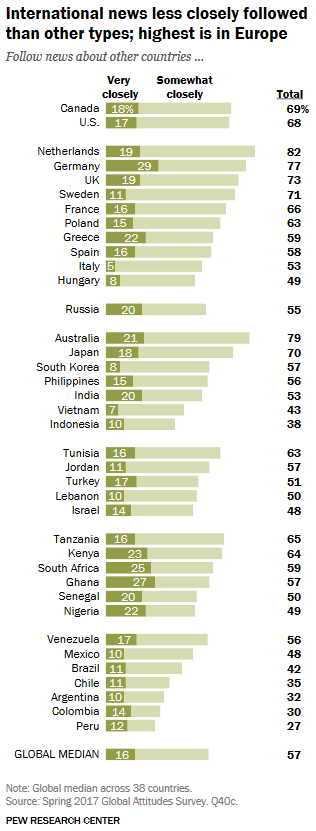 International news less closely followed
than other types; highest is in Europe
Follow news about other countries ...
Very closely Somewhat closely Total
Canada 18% 69%
U.S. 17 68
Netherlands 19 82
Germany 29 77
UK 19 73
Sweden 11 71
France 16 66
Poland 15 63
Greece 22 59
Spain 16 58
Italy 5 53
Hungary 8 49
Russia 20 55
Australia 21 79
Japan 18 70
South Korea 8 57
Philippines 15 56
India 20 53
Vietnam 7 43
Indonesia 10 38
Tunisia 16 63
Jordan 11 57
Turkey 17 51
Lebanon 10 50
Israel 14 48
Tanzania 16 65
Kenya 23 64
South Africa 25 59
Ghana 27 57
Senegal 20 50
Nigeria 22 49
Venezuela 17 56
Mexico 10 48
Brazil 11 42
Chile 11 35
Argentina 10 32
Colombia 14 30
Peru 12 27
GLOBAL MEDIAN 16 57
Note: Global median across 38 countries.
Source: Spring 2017 Global Attitudes Survey. Q40c.
PEW RESEARCH CENTER